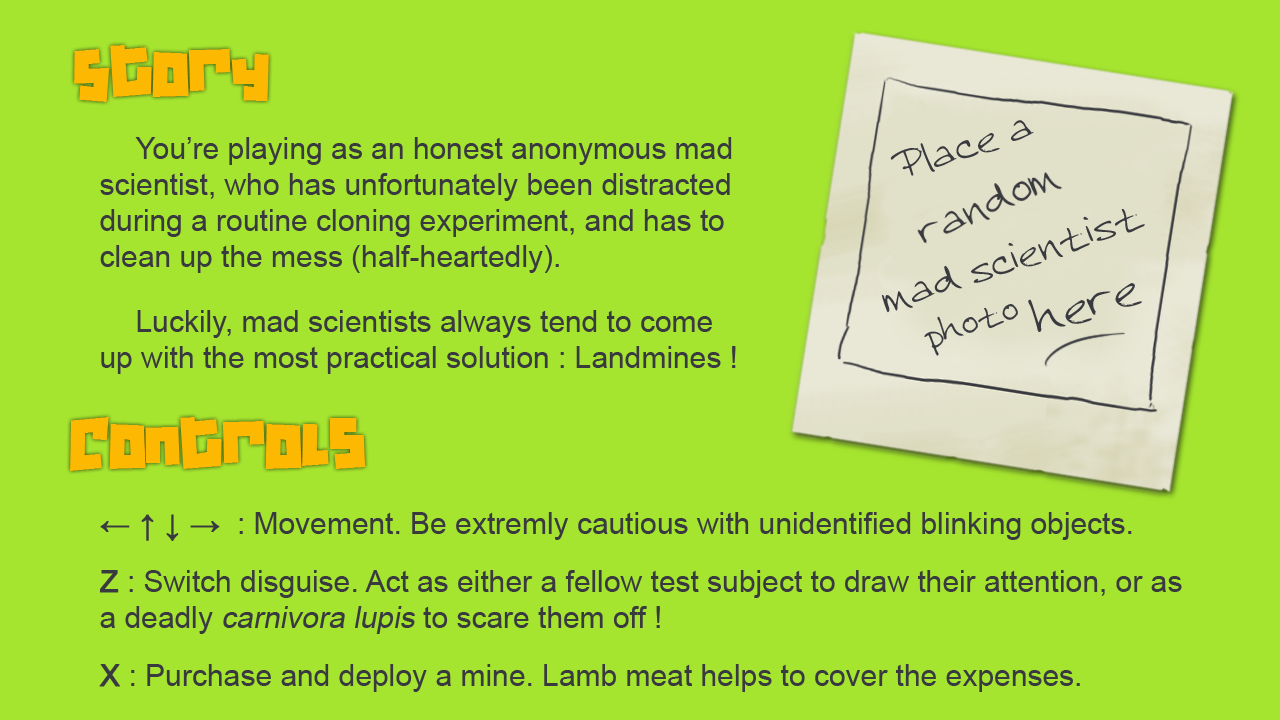 Story
You’re playing as an honest anonymous mad
scientist, who has unfortunately been distracted
during a routine cloning experiment, and has to
clean up the mess (half-heartedly).
Luckily, mad scientists always tend to come
up with the most practical solution : Landmines !
Place a
random
mad scientist
photo here
Controls
← ↑ ↓ → : Movement. Be extremly cautious with unidentified blinking objects.
Z : Switch disguise. Act as either a fellow test subject to draw their attention, or as
a deadly carnivora lupis to scare them off !
X : Purchase and deploy a mine. Lamb meat helps to cover the expenses.